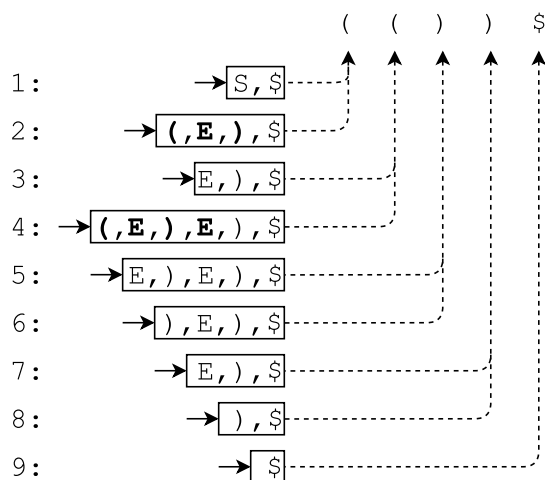 ( ( ) ) $
1: S,$
2: (,E,),$
3: E,),$
4: (,E,),E,),$
5: E,),E,),$
6: ),E,),$
7: E,),$
8: ),$
9: $